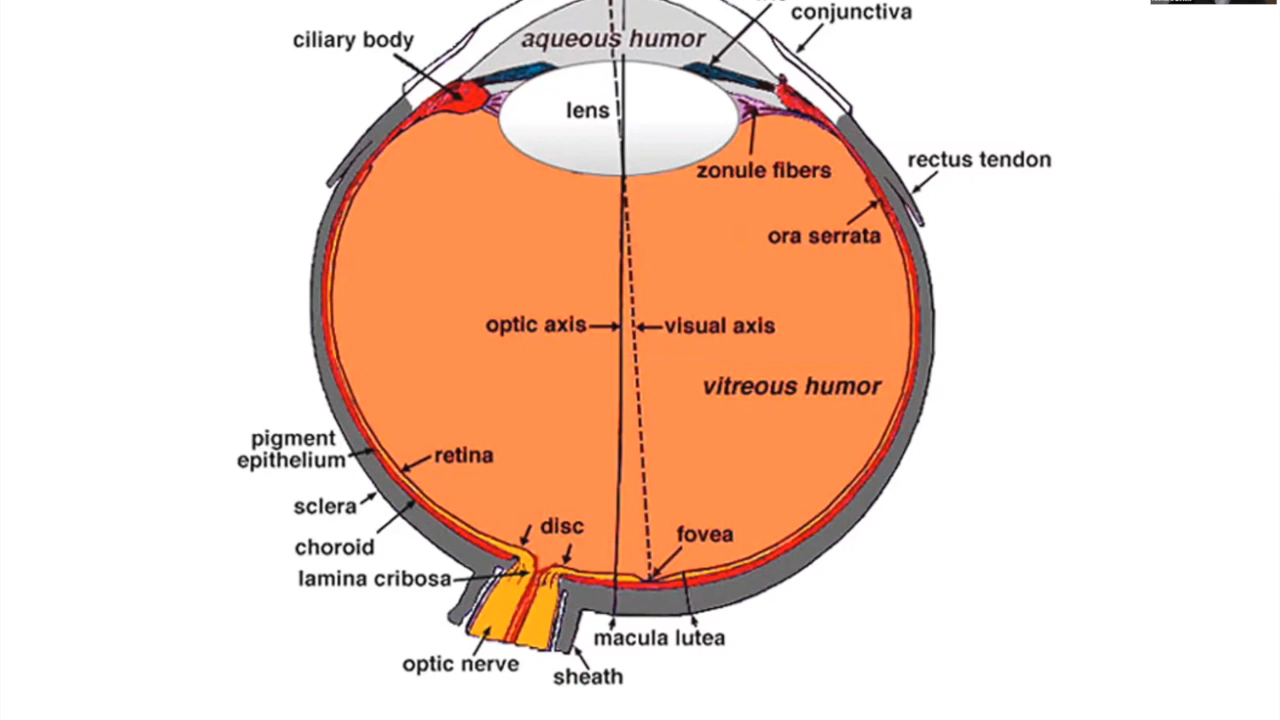 conjunctiva
ciliary body
aqueous humor
lens
zonule fibers
rectus tendon
ora serrata
optic axis
visual axis
vitreous humor
pigment
epithelium
retina
sclera
disc
fovea
choroid
lamina cribosa
macula lutea
optic nerve
sheath